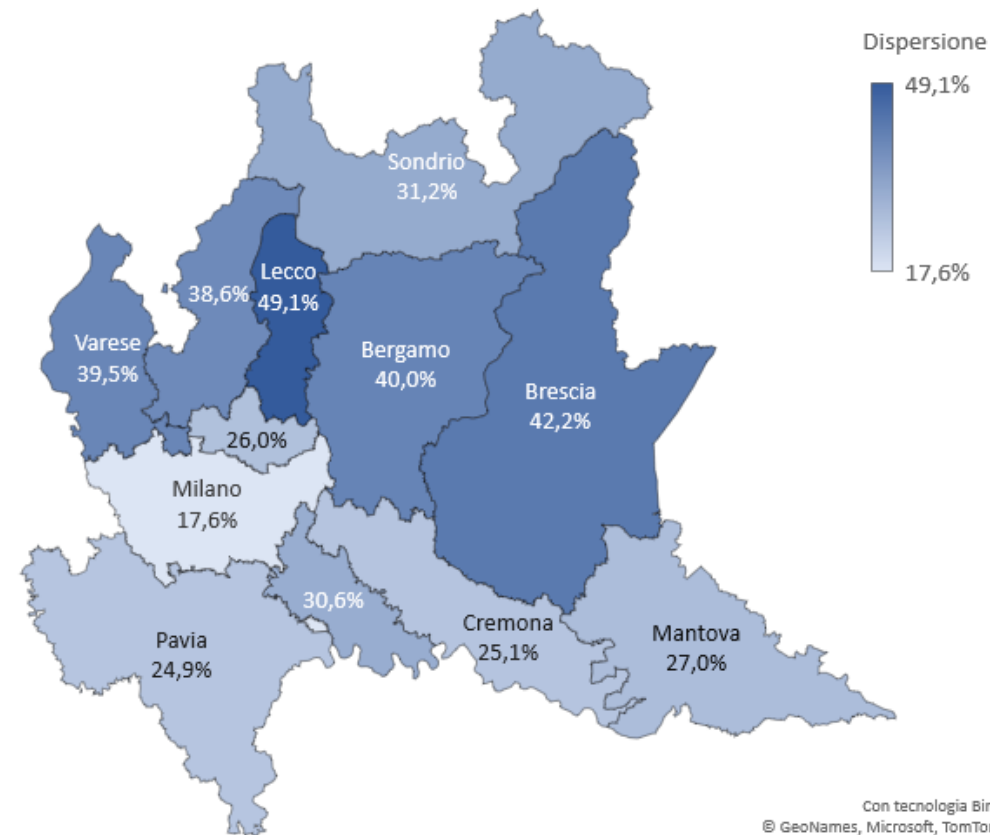 Dispersione
49,1%
17,6%
Sondrio
31,2%
Lecco
49,1%
38,6%
Varese
39,5%
Bergamo
40,0%
Brescia
42,2%
26,0%
Milano
17,6%
30,6%
Cremona
25,1%
Mantova
27,0%
Pavia
24,9%
Con tecnologia Bin
© GeoNames, Microsoft, TomTom